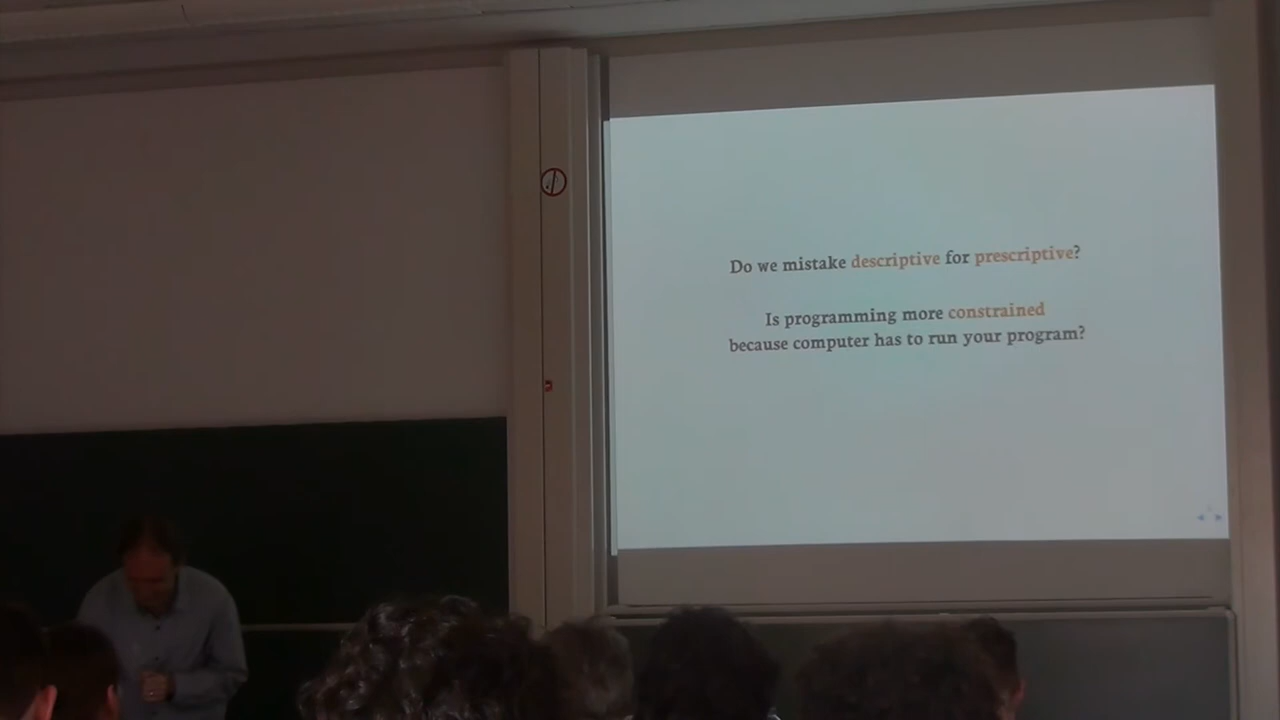 Do we mistake descriptive for prescriptive?
Is programming more constrained
because computer has to run your program?